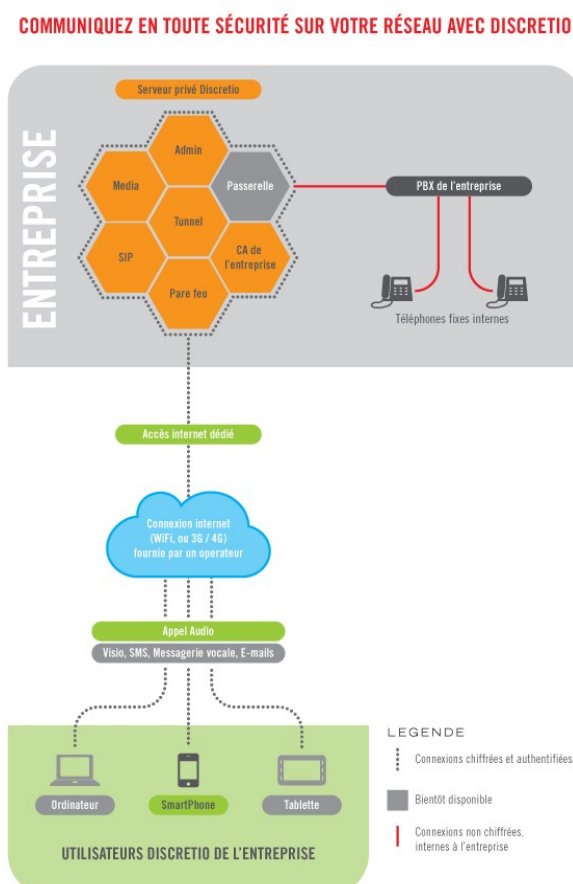 COMMUNIQUEZ EN TOUTE SÉCURITÉ SUR VOTRE RÉSEAU AVEC DISCRETIO
ENTREPRISE
Serveur privé Discretio
Admin
Media
Passerelle
Tunnel
SIP
CA de
l'entreprise
Pare feu
PBX de l'entreprise
Téléphones fixes internes
Accès internet dédié
Connexion internet
(WiFi, ou 3G / 4G)
fournie par un operateur
Appel Audio
Visio, SMS, Messagerie vocale, E-mails
Ordinateur
SmartPhone
Tablette
UTILISATEURS DISCRETIO DE L'ENTREPRISE
LEGENDE
Connexions chiffrées et authentifiées
Bientôt disponible
Connexions non chiffrées,
internes à l'entreprise